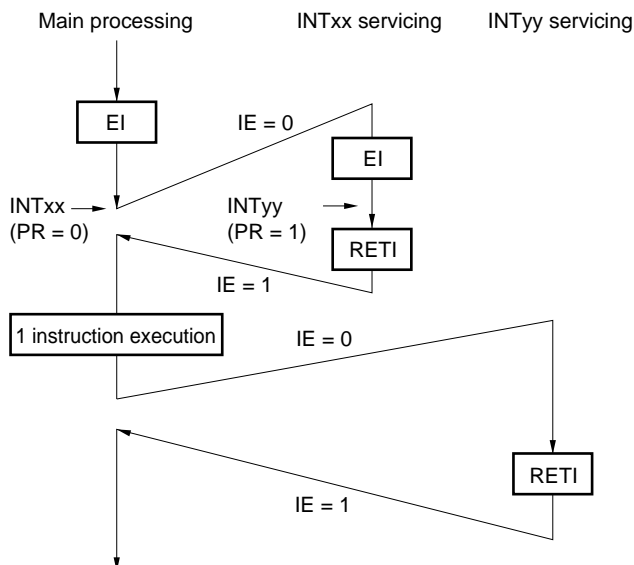 Main processing
INTxx servicing
INTyy servicing
EI
IE = 0
EI
INTxx
(PR = 0)
INTyy
(PR = 1)
RETI
IE = 1
1 instruction execution
IE = 0
RETI
IE = 1